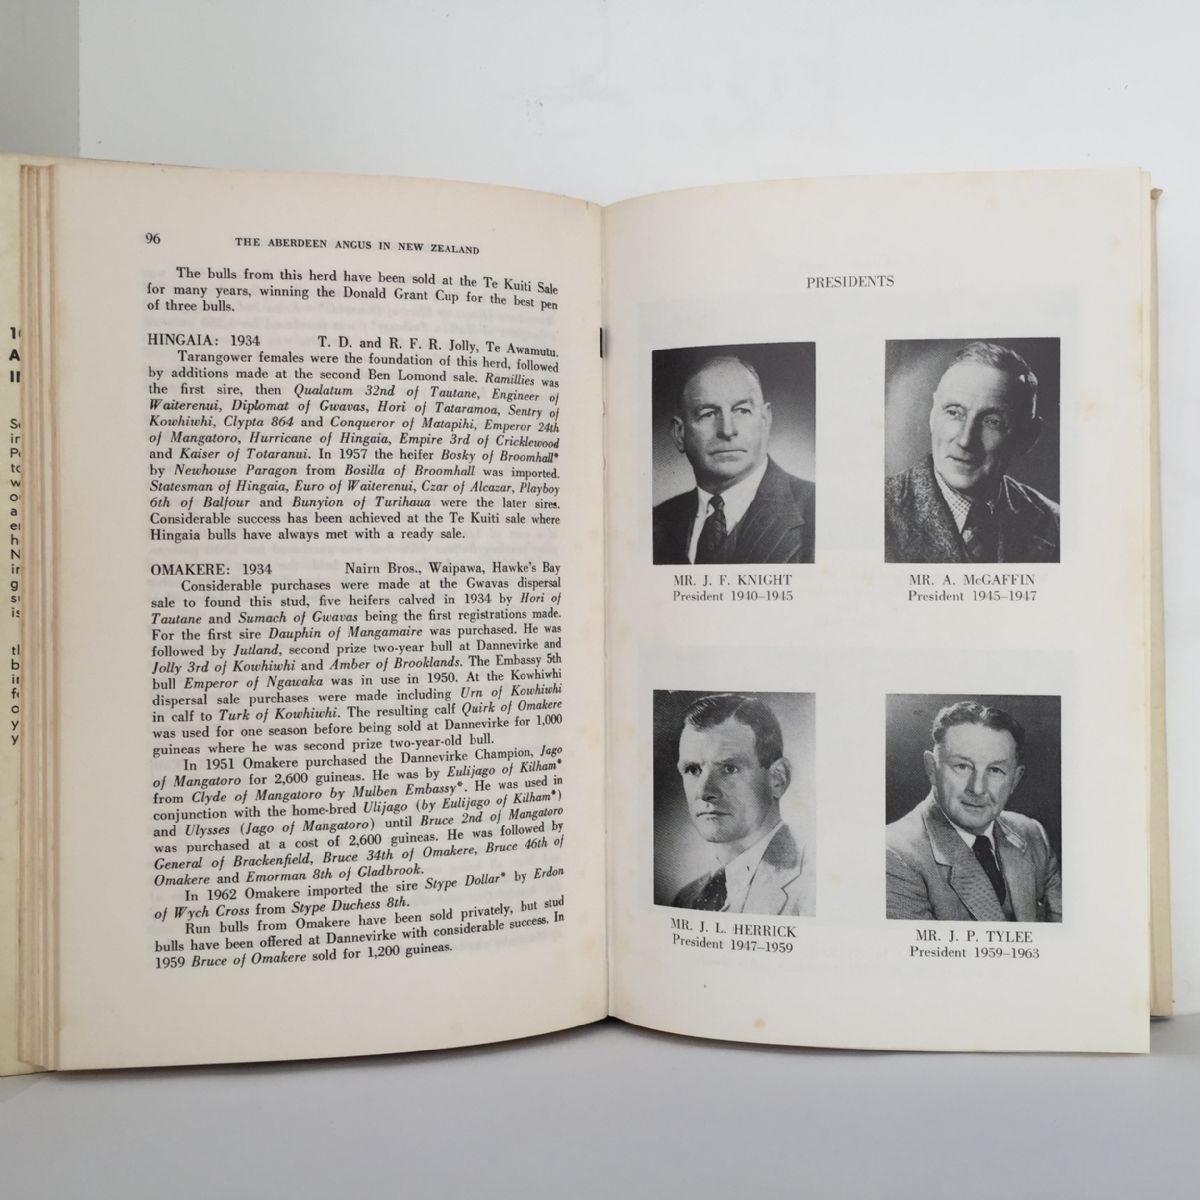 96
THE ABERDEEN ANGUS IN NEW ZEALAND
The bulls from this herd have been sold at the Te Kuiti Sale
for many years, winning the Donald Grant Cup for the best pen
of three bulls.
HINGAIA: 1934 T. D. and R. F. R. Jolly, Te Awamutu.
Tarangower females were the foundation of this herd, followed
by additions made at the second Ben Lomond sale. Ramillies was
the first sire, then Qualatum 32nd of Tautane, Engineer of
Waiterenui, Diplomat of Gwavas, Hori of Tataramoa, Sentry of
Kowhiwhi, Clypta 864 and Conqueror of Matapihi, Emperor 24th
of Mangatoro, Hurricane of Hingaia, Empire 3rd of Cricklewood
and Kaiser of Totaranui. In 1957 the heifer Bosky of Broomhall*
by Newhouse Paragon from Bosilla of Broomhall was imported.
Statesman of Hingaia, Euro of Waiterenui, Czar of Alcazar, Playboy
6th of Balfour and Bunyion of Turihaua were the later sires.
Considerable success has been achieved at the Te Kuiti sale where
Hingaia bulls have always met with a ready sale.
OMAKERE: 1934 Nairn Bros., Waipawa, Hawke's Bay
Considerable purchases were made at the Gwavas dispersal
sale to found this stud, five heifers calved in 1934 by Hori of
Tautane and Sumach of Gwavas being the first registrations made.
For the first sire Dauphin of Mangamaire was purchased. He was
followed by Jutland, second prize two-year bull at Dannevirke and
Jolly 3rd of Kowhiwhi and Amber of Brooklands. The Embassy 5th
bull Emperor of Ngawaka was in use in 1950. At the Kowhiwhi
dispersal sale purchases were made including Urn of Kowhiwhi
in calf to Turk of Kowhiwhi. The resulting calf Quirk of Omakere
was used for one season before being sold at Dannevirke for 1,000
guineas where he was second prize two-year-old bull.
In 1951 Omakere purchased the Dannevirke Champion, Jago
of Mangatoro for 2,600 guineas. He was by Eulijago of Kilham*
from Clyde of Mangatoro by Mulben Embassy*. He was used in
conjunction with the home-bred Ulijago (by Eulijago of Kilham*)
and Ulysses (Jago of Mangatoro) until Bruce 2nd of Mangatoro
was purchased at a cost of 2,600 guineas. He was followed by
General of Brackenfield, Bruce 34th of Omakere, Bruce 46th of
Omakere and Emorman 8th of Gladbrook.
In 1962 Omakere imported the sire Stype Dollar* by Erdon
of Wych Cross from Stype Duchess 8th.
Run bulls from Omakere have been sold privately, but stud
bulls have been offered at Dannevirke with considerable success. In
1959 Bruce of Omakere sold for 1,200 guineas.
PRESIDENTS
MR. J. F. KNIGHT
President 1940–1945
MR. A. McGAFFIN
President 1945–1947
MR. J. L. HERRICK
President 1947–1959
MR. J. P. TYLEE
President 1959–1963